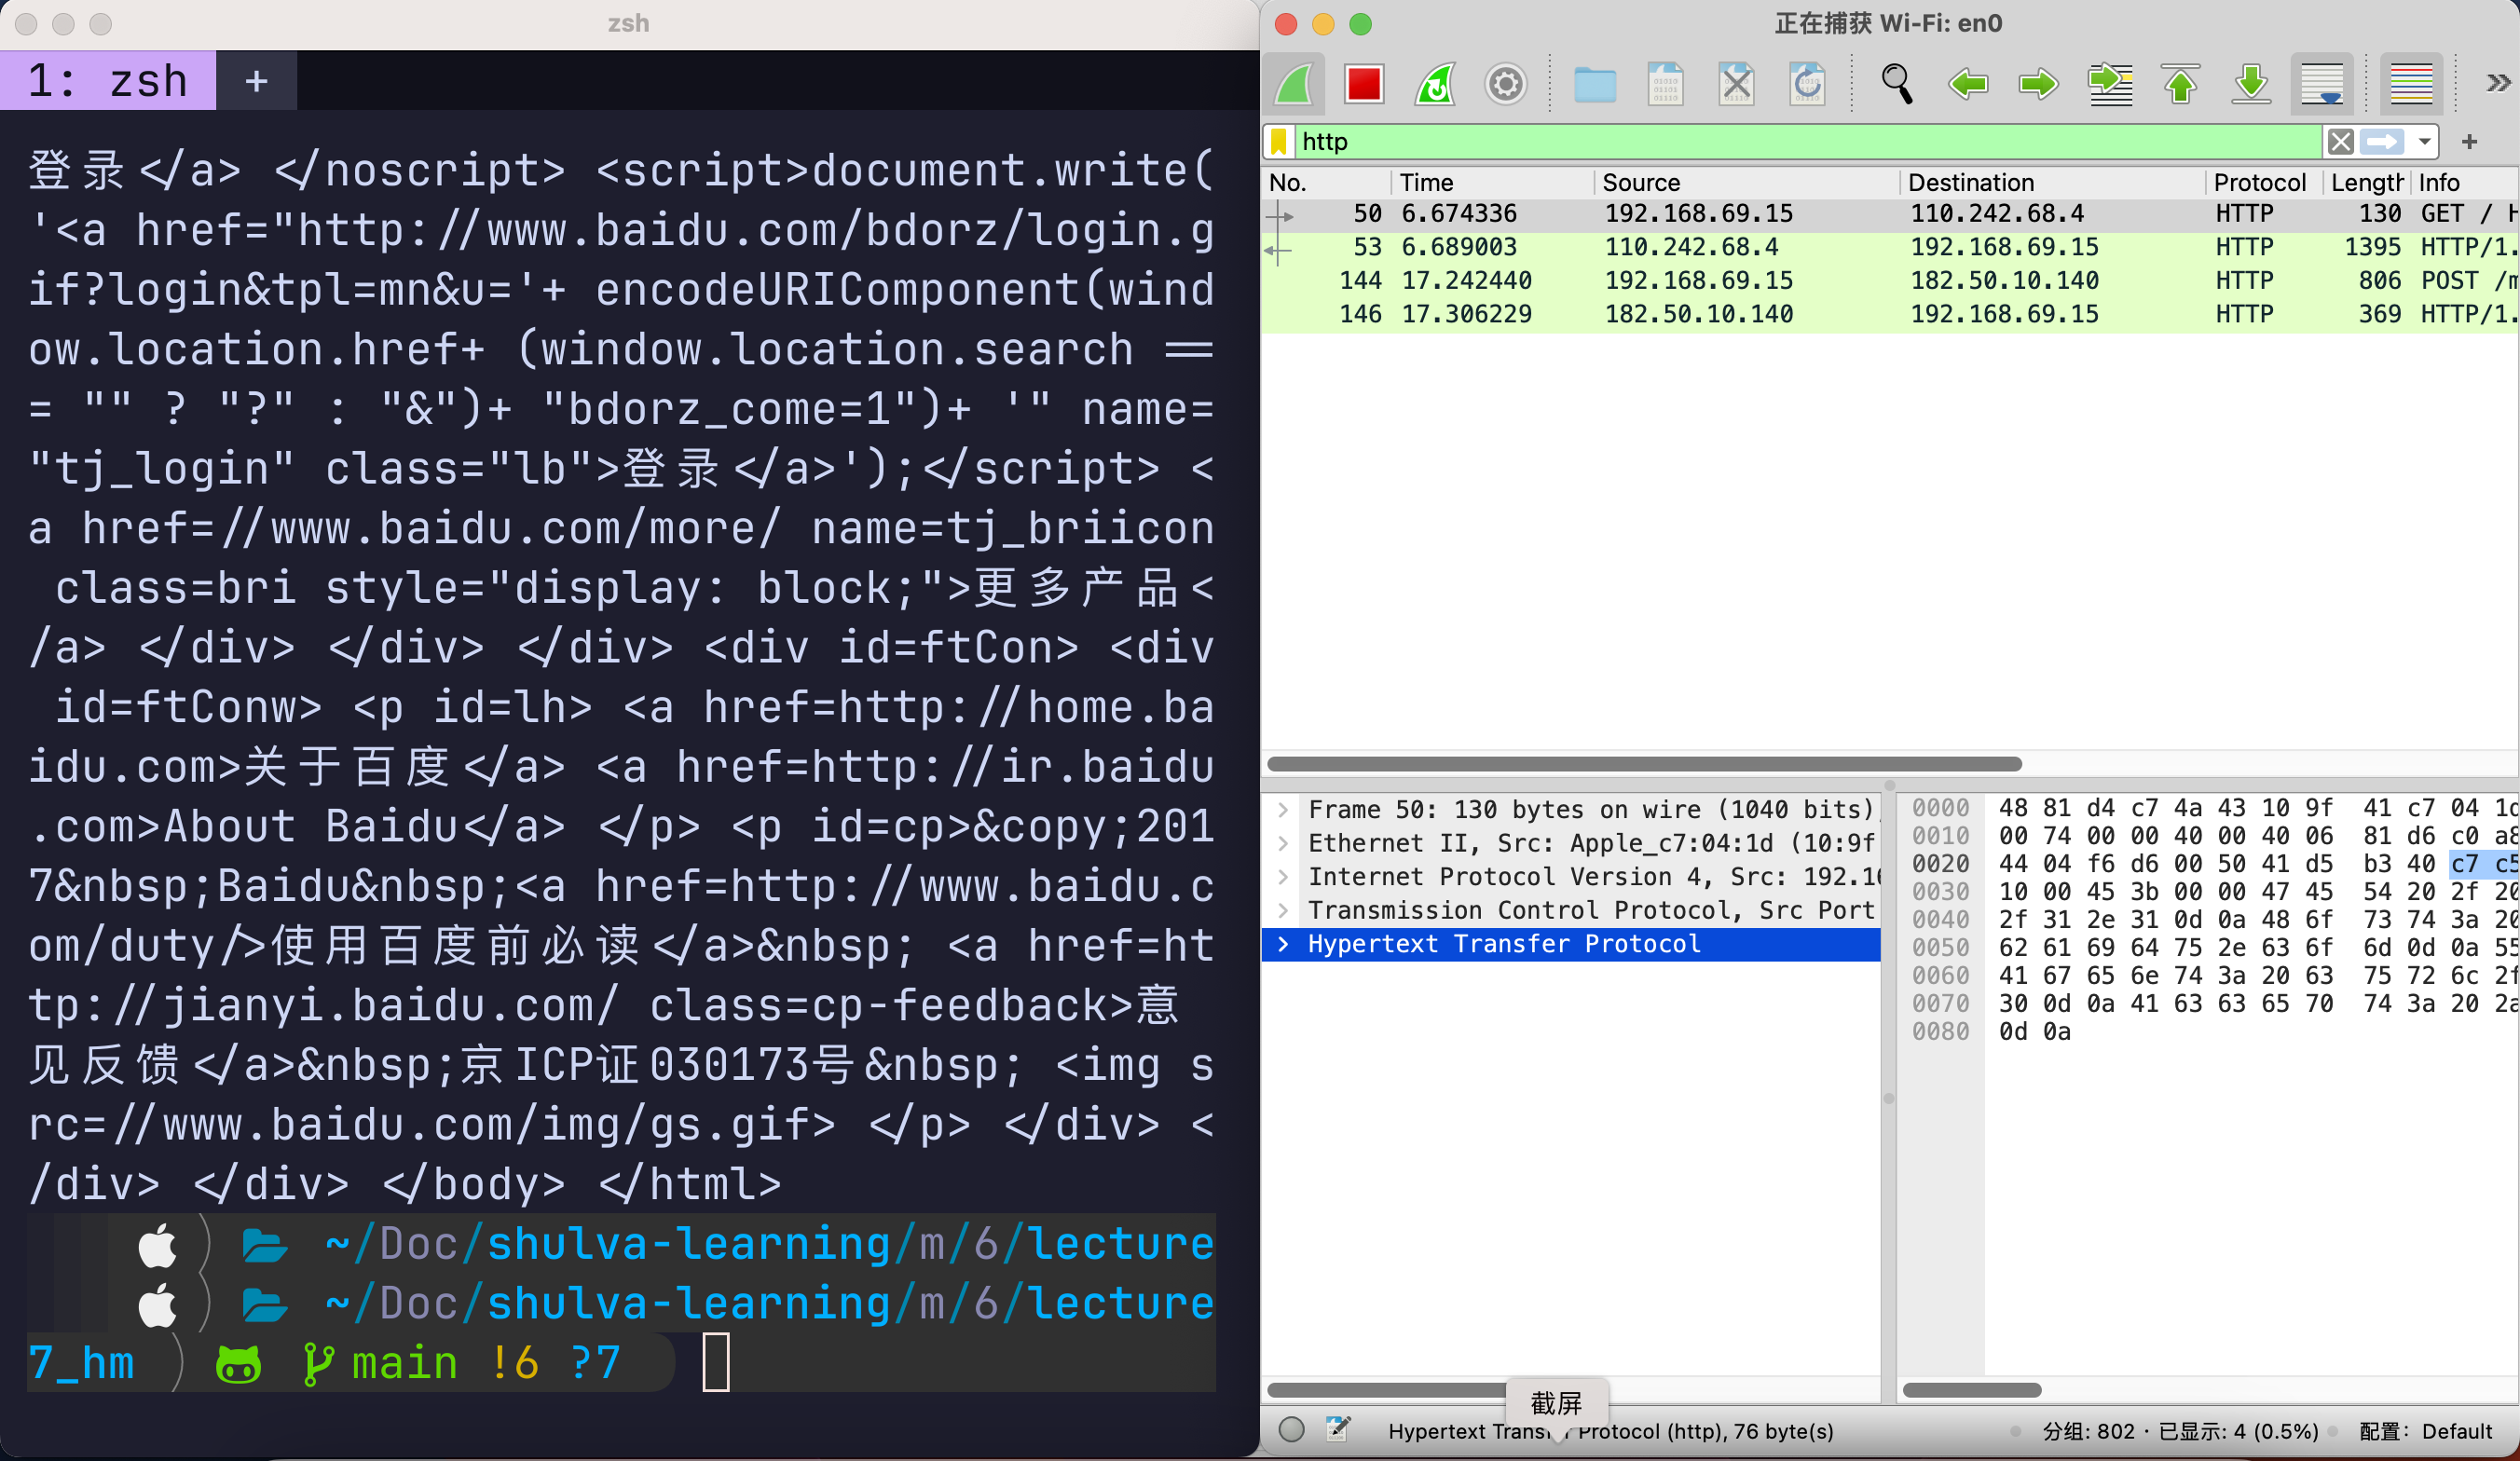 zsh
1: zsh +
登录</a> </noscript> <script>document.write(
'<a href="http://www.baidu.com/bdorz/login.g
if?login&tpl=mn&u='+ encodeURIComponent(wind
ow.location.href+ (window.location.search ==
= "" ? "?" : "&")+ "bdorz_come=1")+ '" name=
"tj_login" class="lb">登录</a>');</script> <
a href=//www.baidu.com/more/ name=tj_briicon
class=bri style="display: block;">更多产品<
/a> </div> </div> </div> <div id=ftCon> <div
id=ftConw> <p id=lh> <a href=http://home.ba
idu.com>关于百度</a> <a href=http://ir.baidu
.com>About Baidu</a> </p> <p id=cp>&copy;201
7&nbsp;Baidu&nbsp;<a href=http://www.baidu.c
om/duty/>使用百度前必读</a>&nbsp; <a href=ht
tp://jianyi.baidu.com/ class=cp-feedback>意
见反馈</a>&nbsp;京ICP证030173号&nbsp; <img s
rc=//www.baidu.com/img/gs.gif> </p> </div> <
/div> </div> </body> </html>
~/Doc/shulva-learning/m/6/lecture
~/Doc/shulva-learning/m/6/lecture
7_hm main !6 ?7
正在捕获 Wi-Fi: en0
http
No. Time Source Destination Protocol Length Info
50 6.674336 192.168.69.15 110.242.68.4 HTTP 130 GET / H
53 6.689003 110.242.68.4 192.168.69.15 HTTP 1395 HTTP/1.
144 17.242440 192.168.69.15 182.50.10.140 HTTP 806 POST /m
146 17.306229 182.50.10.140 192.168.69.15 HTTP 369 HTTP/1.
Frame 50: 130 bytes on wire (1040 bits),
Ethernet II, Src: Apple_c7:04:1d (10:9f
Internet Protocol Version 4, Src: 192.16
Transmission Control Protocol, Src Port
Hypertext Transfer Protocol
0000 48 81 d4 c7 4a 43 10 9f 41 c7 04 1d
0010 00 74 00 00 40 00 40 06 81 d6 c0 a8
0020 44 04 f6 d6 00 50 41 d5 b3 40 c7 c5
0030 10 00 45 3b 00 00 47 45 54 20 2f 20
0040 2f 31 2e 31 0d 0a 48 6f 73 74 3a 20
0050 62 61 69 64 75 2e 63 6f 6d 0d 0a 55
0060 41 67 65 6e 74 3a 20 63 75 72 6c 2f
0070 30 0d 0a 41 63 63 65 70 74 3a 20 2a
0080 0d 0a
截屏
Hypertext Transfer Protocol (http), 76 byte(s)
分组: 802 · 已显示: 4 (0.5%)
配置: Default